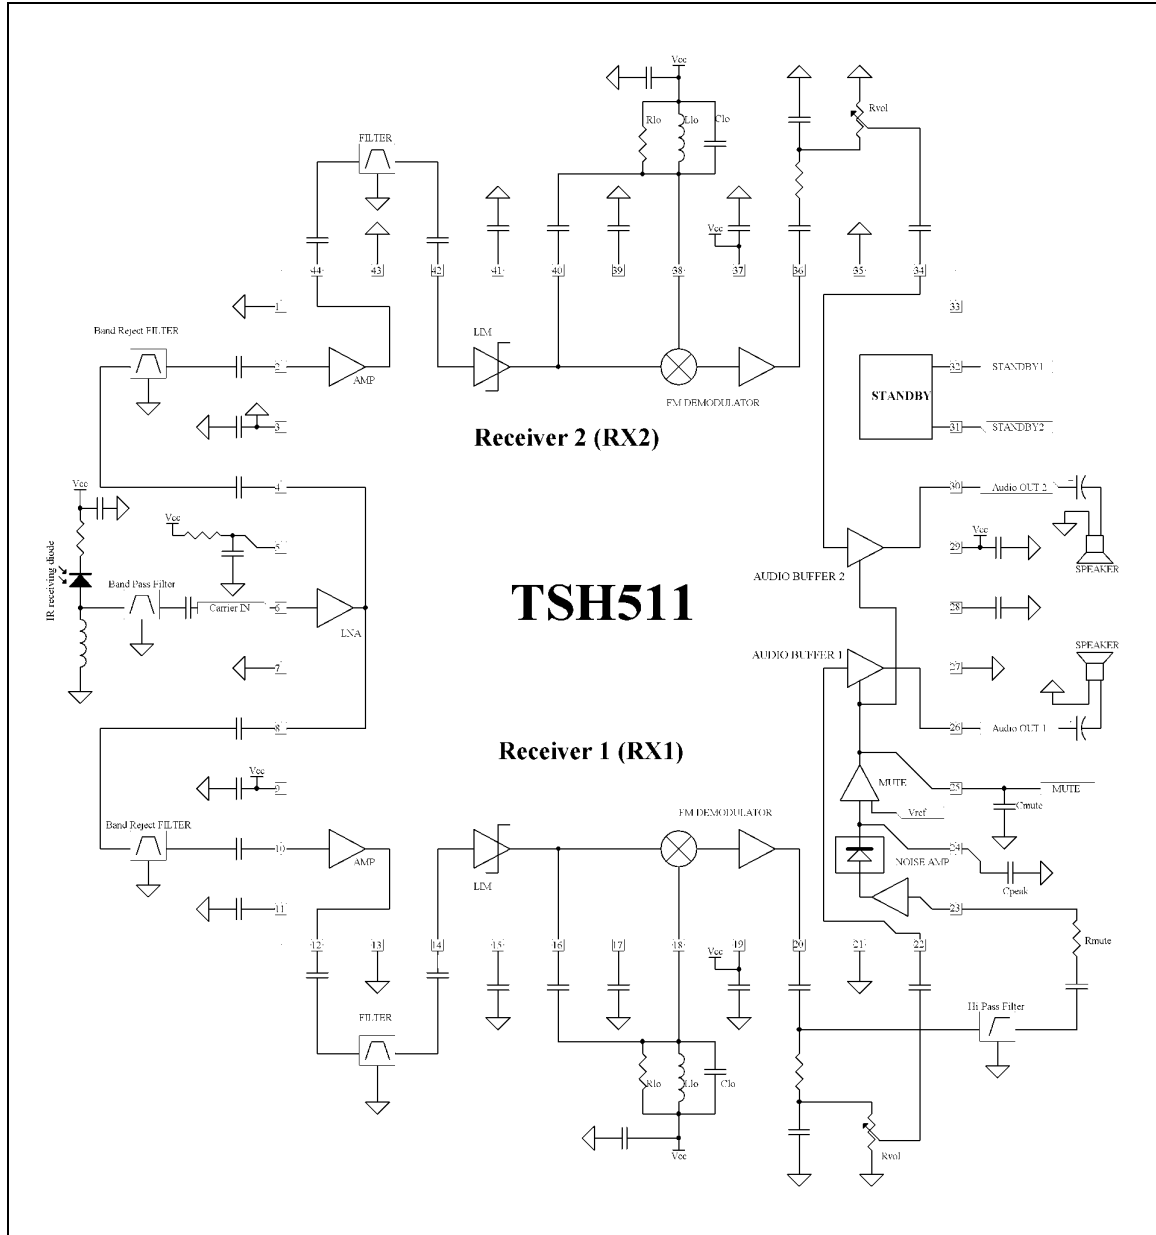 Vcc
Rlo
Llo
Clo
Rvol
FILTER
Vcc
44
43
42
41
40
39
38
37
36
35
34
1
33
Band Reject FILTER
LIM
2
AMP
32
STANDBY1
STANDBY
FM DEMODULATOR
3
Receiver 2 (RX2)
31
STANDBY2
Vcc
4
30
Audio OUT 2
Vcc
5
Vcc
29
IR receiving diode
AUDIO BUFFER 2
SPEAKER
Band Pass Filter
TSH511
6
Carrier IN
LNA
28
AUDIO BUFFER 1
SPEAKER
7
27
8
26
Audio OUT 1
Receiver 1 (RX1)
Vcc
9
MUTE
25
MUTE
Cmute
Vref
Band Reject FILTER
FM DEMODULATOR
10
AMP
LIM
NOISE AMP
24
Cpeak
11
23
12
13
14
15
16
17
18
19
20
21
22
Rmute
Vcc
Hi Pass Filter
FILTER
Rlo
Llo
Clo
Vcc
Rvol